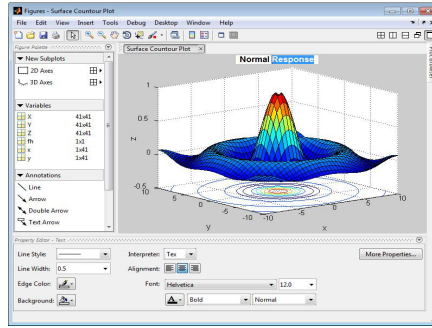 Figures - Surface Countour Plot
File Edit View Insert Tools Debug Desktop Window Help
Figure Palette
Surface Countour Plot ×
New Subplots
2D Axes
3D Axes
Variables
X 41x41
Y 41x41
Z 41x41
fh 1x1
x 1x41
y 1x41
Annotations
Line
Arrow
Double Arrow
Text Arrow
Normal Response
1
0.5
0
-0.5
z
10 5 0 -5 -10
y
-10 -5 0 5 10
x
Property Editor - Text
Line Style:
Interpreter: Tex
More Properties...
Line Width: 0.5
Alignment:
Edge Color:
Font: Helvetica 12.0
Background:
Bold Normal